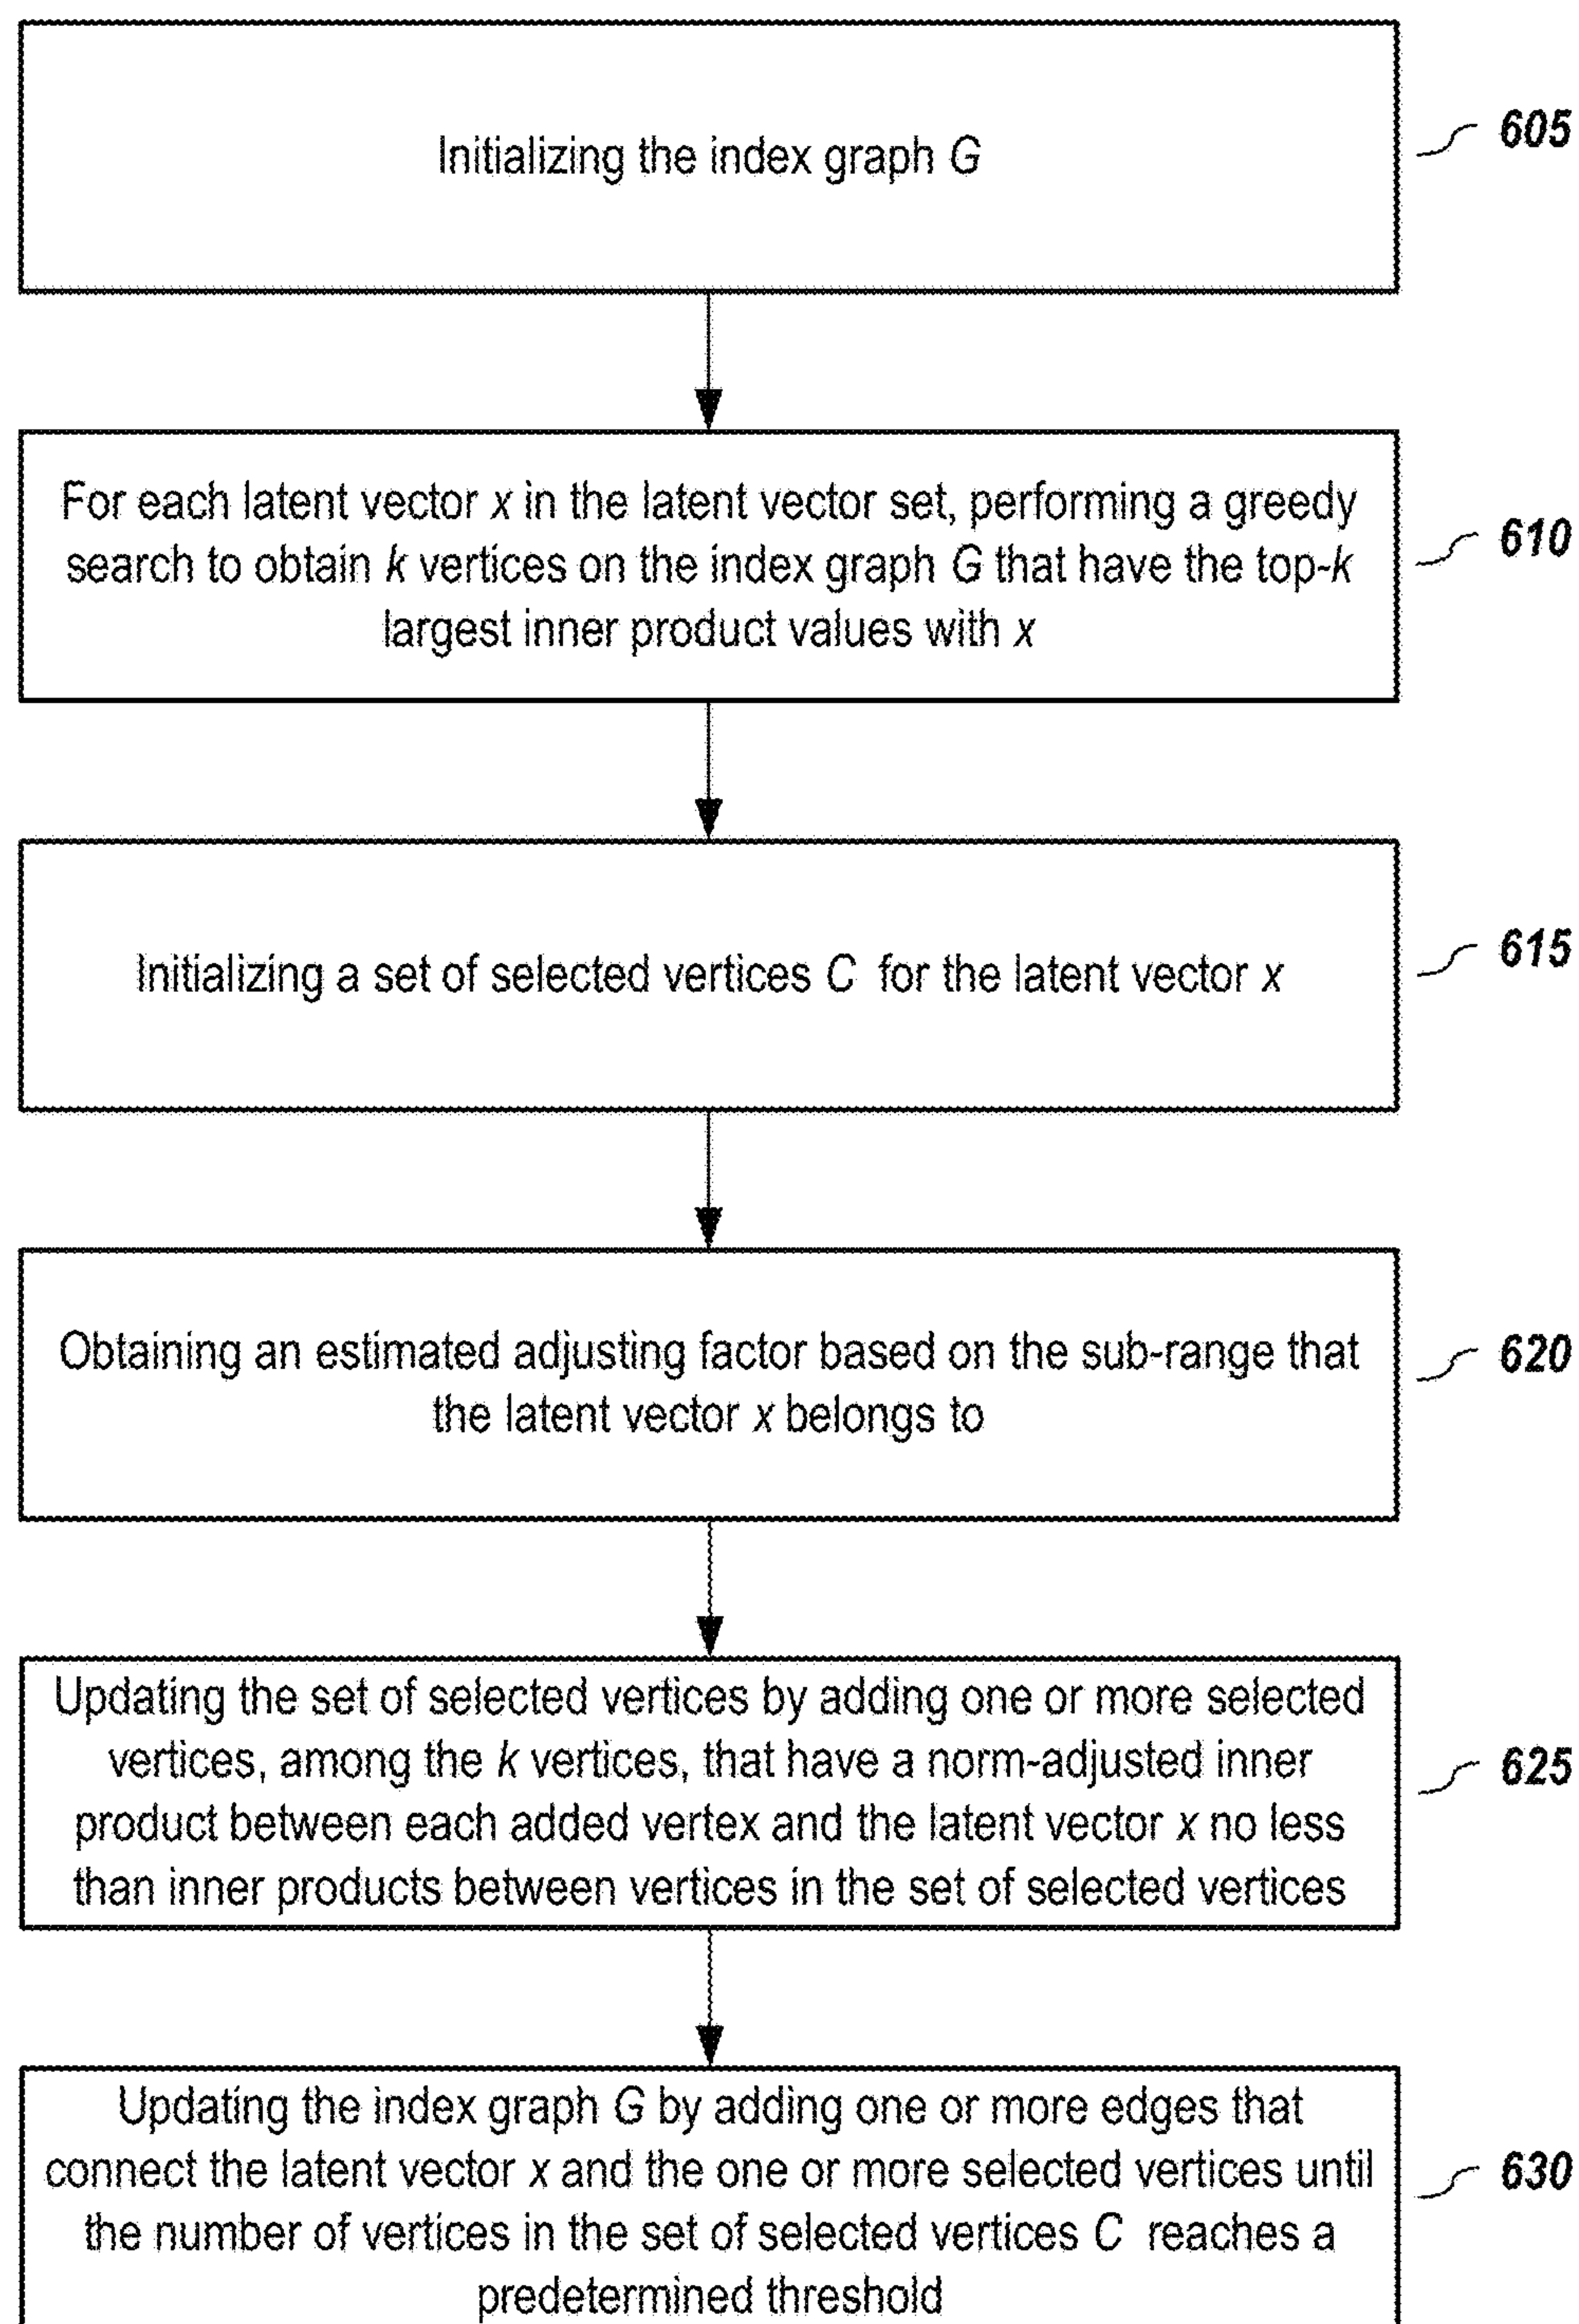 Initializing the index graph G
605
For each latent vector x in the latent vector set, performing a greedy
search to obtain k vertices on the index graph G that have the top-k
largest inner product values with x
610
Initializing a set of selected vertices C for the latent vector x
615
Obtaining an estimated adjusting factor based on the sub-range that
the latent vector x belongs to
620
Updating the set of selected vertices by adding one or more selected
vertices, among the k vertices, that have a norm-adjusted inner
product between each added vertex and the latent vector x no less
than inner products between vertices in the set of selected vertices
625
Updating the index graph G by adding one or more edges that
connect the latent vector x and the one or more selected vertices until
the number of vertices in the set of selected vertices C reaches a
predetermined threshold
630